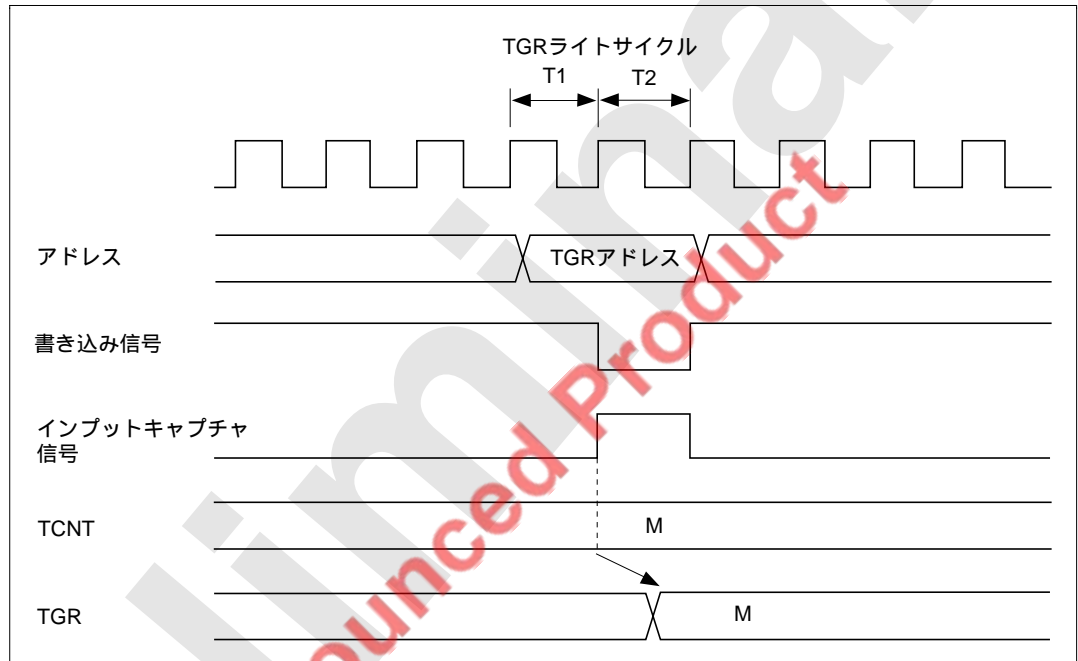 TGRライトサイクル
T1 T2
アドレス
TGRアドレス
書き込み信号
インプットキャプチャ
信号
TCNT
M
TGR
M
unced Product
limina